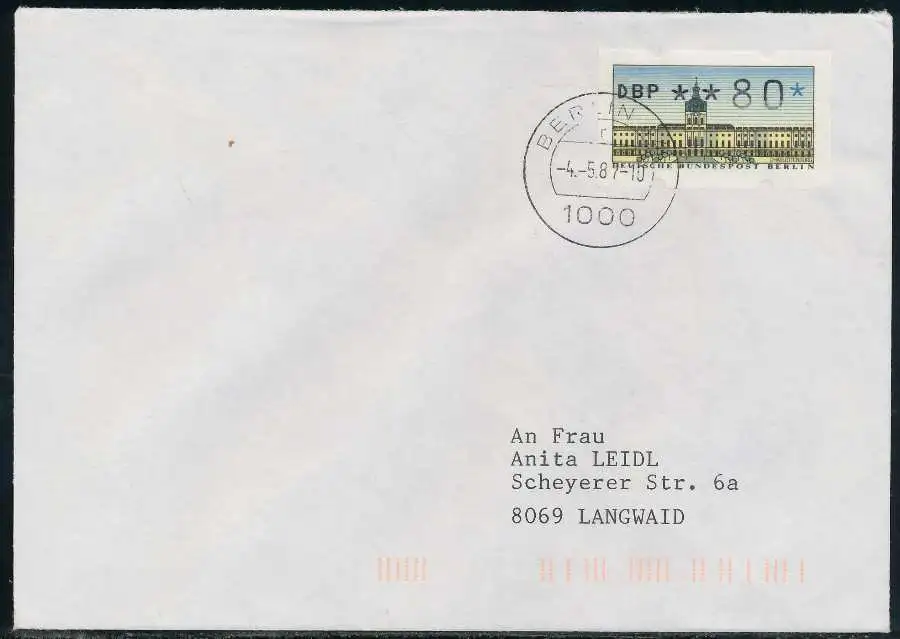 DBP **80*
DEUTSCHE BUNDESPOST BERLIN
BERLIN
-4.-5.87-10
1000
An Frau
Anita LEIDL
Scheyerer Str. 6a
8069 LANGWAID